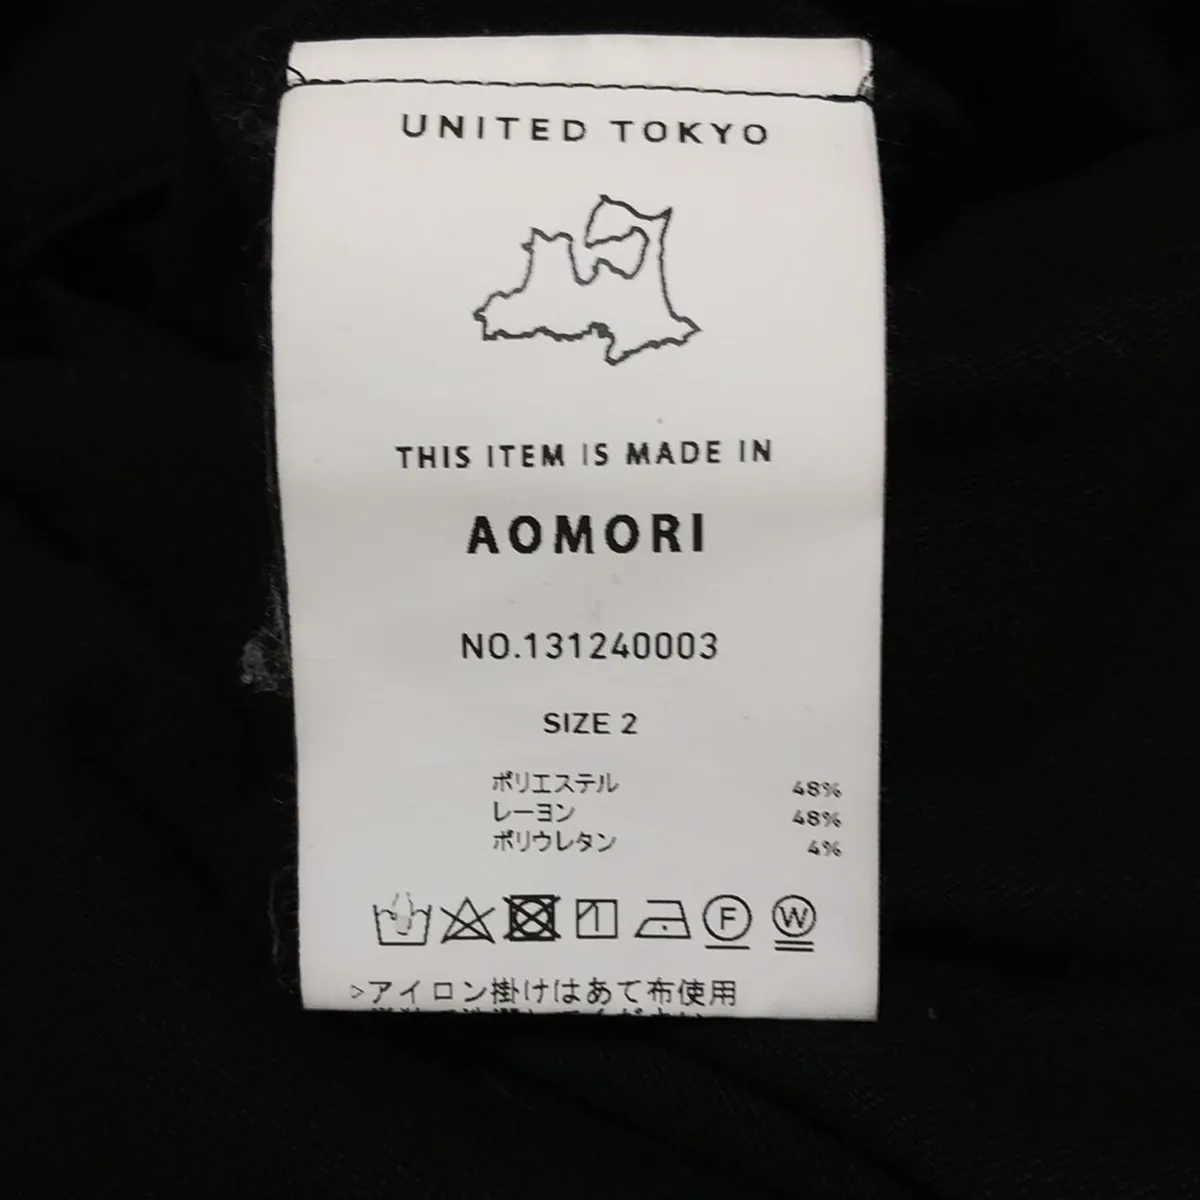 UNITED TOKYO
THIS ITEM IS MADE IN
AOMORI
NO.131240003
SIZE 2
ポリエステル 48%
レーヨン 48%
ポリウレタン 4%
F W
>アイロン掛けはあて布使用